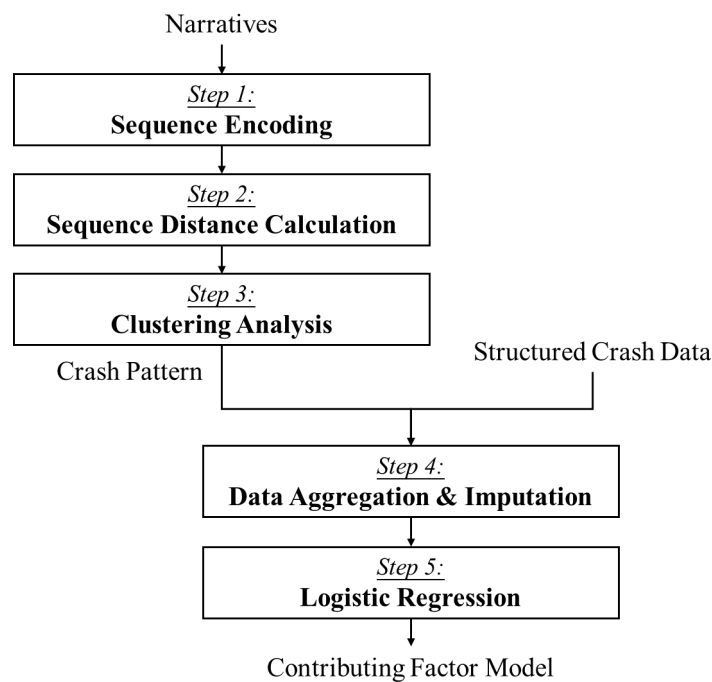 Narratives
Step 1:
Sequence Encoding
Step 2:
Sequence Distance Calculation
Step 3:
Clustering Analysis
Crash Pattern
Structured Crash Data
Step 4:
Data Aggregation & Imputation
Step 5:
Logistic Regression
Contributing Factor Model